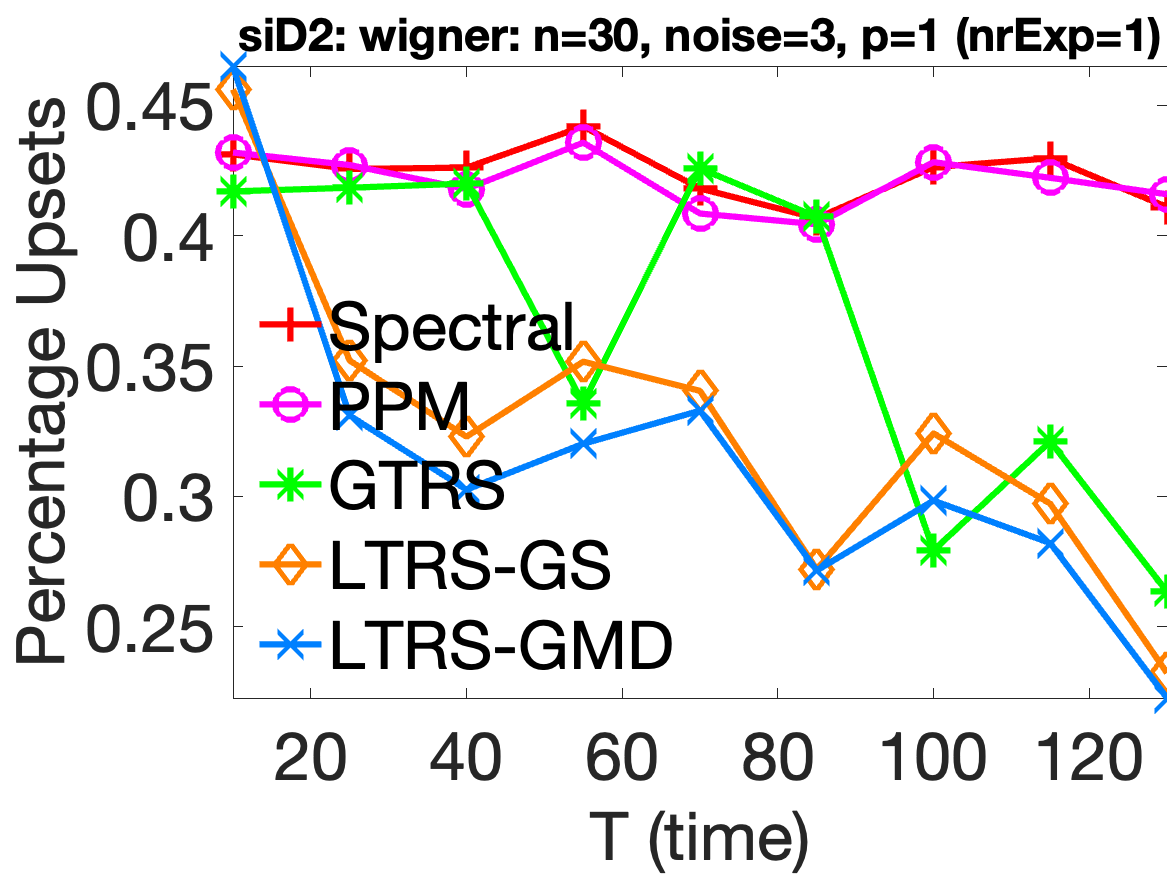 siD2: wigner: n=30, noise=3, p=1 (nrExp=1)
Percentage Upsets
0.45
0.4
0.35
0.3
0.25
Spectral
PPM
GTRS
LTRS-GS
LTRS-GMD
20 40 60 80 100 120
T (time)